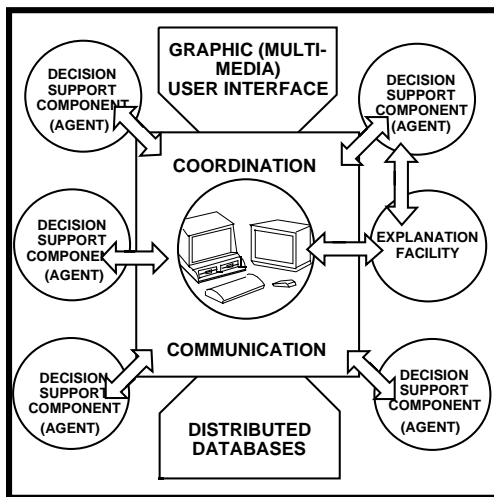 GRAPHIC (MULTI-
MEDIA)
USER INTERFACE
DECISION
SUPPORT
COMPONENT
(AGENT)
DECISION
SUPPORT
COMPONENT
(AGENT)
COORDINATION
DECISION
SUPPORT
COMPONENT
(AGENT)
EXPLANATION
FACILITY
COMMUNICATION
DECISION
SUPPORT
COMPONENT
(AGENT)
DECISION
SUPPORT
COMPONENT
(AGENT)
DISTRIBUTED
DATABASES